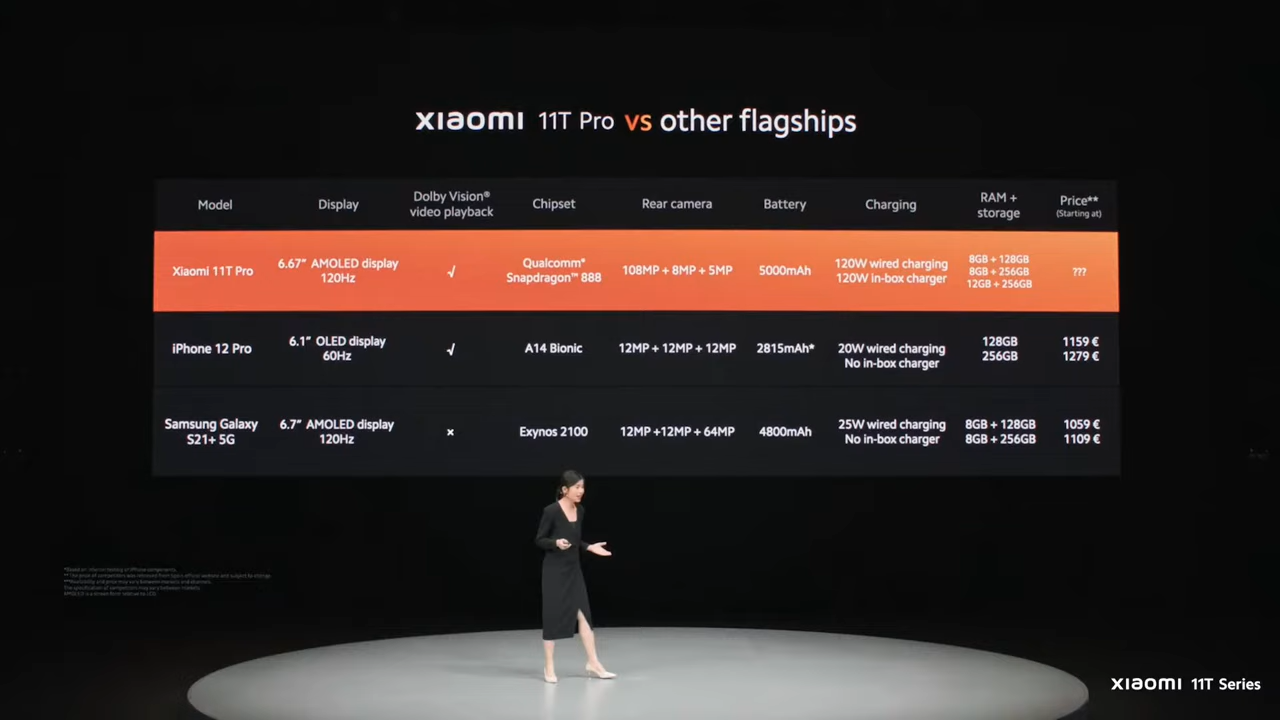 xiaomi 11T Pro vs other flagships
Model Display Dolby Vision® video playback Chipset Rear camera Battery Charging RAM + storage Price** (Starting at)
Xiaomi 11T Pro 6.67” AMOLED display 120Hz √ Qualcomm® Snapdragon™ 888 108MP + 8MP + 5MP 5000mAh 120W wired charging 120W in-box charger 8GB + 128GB 8GB + 256GB 12GB + 256GB ???
iPhone 12 Pro 6.1” OLED display 60Hz √ A14 Bionic 12MP + 12MP + 12MP 2815mAh* 20W wired charging No in-box charger 128GB 256GB 1159 € 1279 €
Samsung Galaxy S21+ 5G 6.7” AMOLED display 120Hz × Exynos 2100 12MP +12MP + 64MP 4800mAh 25W wired charging No in-box charger 8GB + 128GB 8GB + 256GB 1059 € 1109 €
xiaomi 11T Series